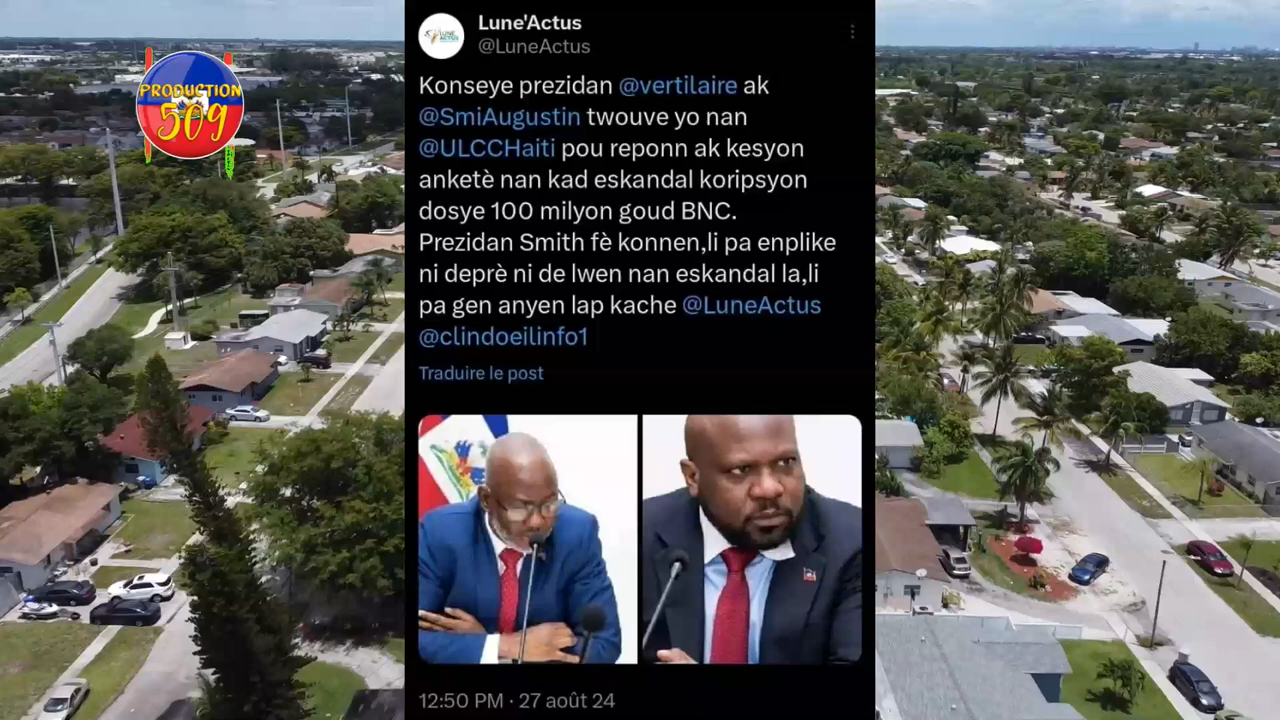 PRODUCTION
509
Lune'Actus
@LuneActus
Konseye prezidan @vertilaire ak
@SmiAugustin twouve yo nan
@ULCCHaiti pou reponn ak kesyon
anketè nan kad eskandal koripsyon
dosye 100 milyon goud BNC.
Prezidan Smith fè konnen,li pa enplike
ni deprè ni de lwen nan eskandal la,li
pa gen anyen lap kache @LuneActus
@clindoeilinfo1
Traduire le post
12:50 PM · 27 août 24